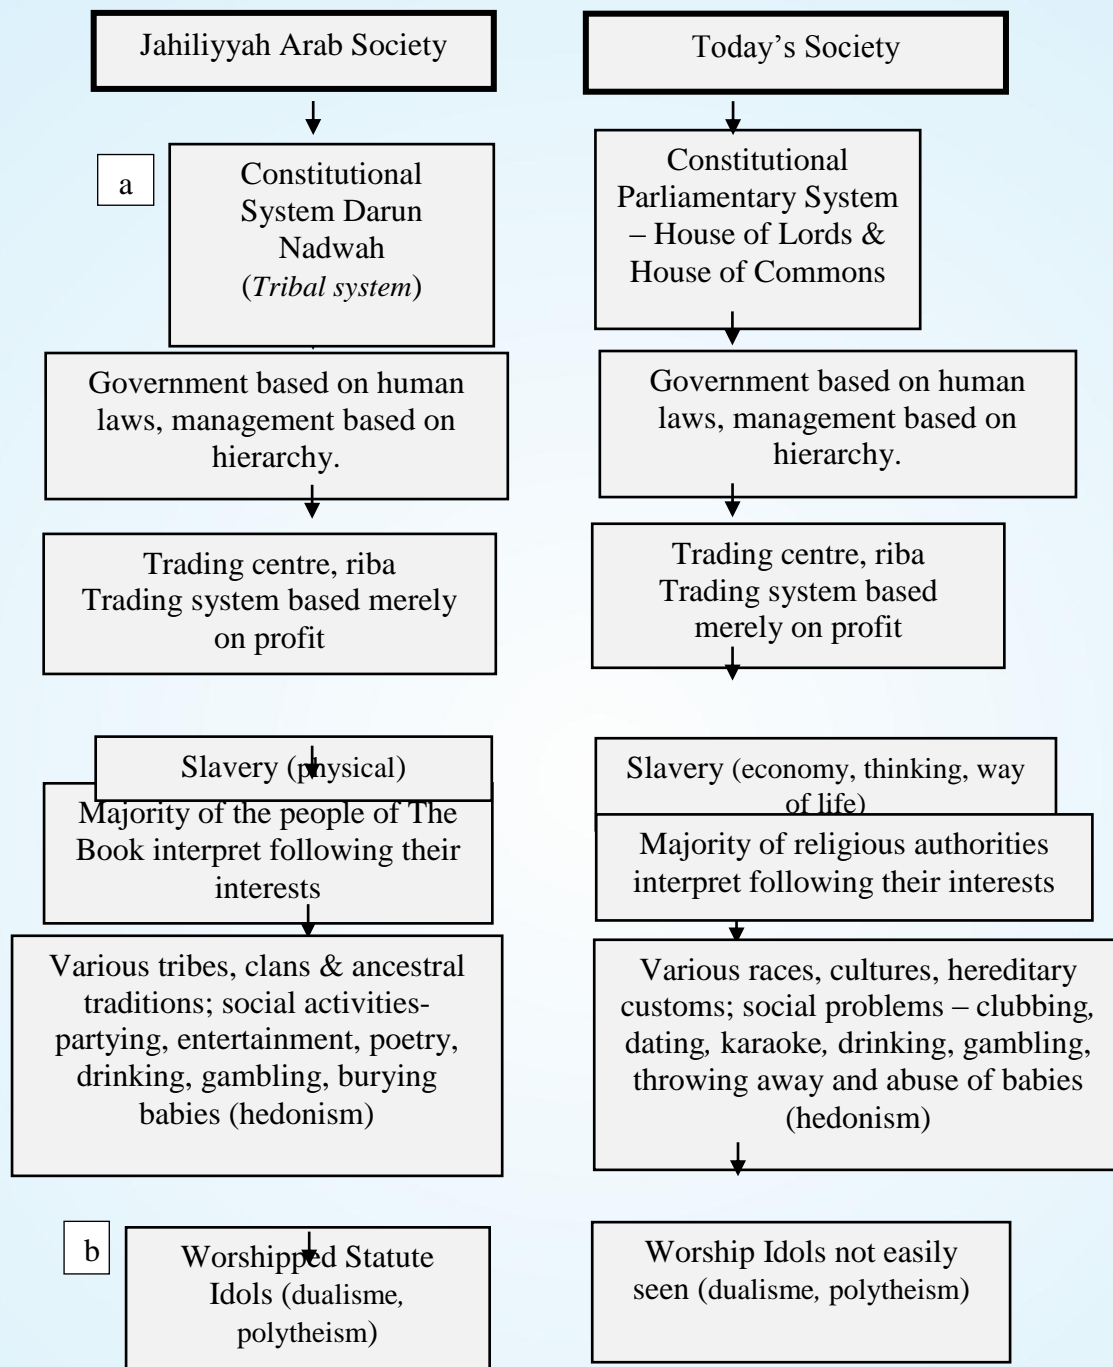 Jahiliyyah Arab Society
a
Constitutional
System Darun
Nadwah
(Tribal system)
Government based on human
laws, management based on
hierarchy.
Trading centre, riba
Trading system based merely
on profit
Slavery (physical)
Majority of the people of The
Book interpret following their
interests
Various tribes, clans & ancestral
traditions; social activities-
partying, entertainment, poetry,
drinking, gambling, burying
babies (hedonism)
b
Worshipped Statute
Idols (dualisme,
polytheism)
Today’s Society
Constitutional
Parliamentary System
– House of Lords &
House of Commons
Government based on human
laws, management based on
hierarchy.
Trading centre, riba
Trading system based
merely on profit
Slavery (economy, thinking, way
of life)
Majority of religious authorities
interpret following their interests
Various races, cultures, hereditary
customs; social problems – clubbing,
dating, karaoke, drinking, gambling,
throwing away and abuse of babies
(hedonism)
Worship Idols not easily
seen (dualisme, polytheism)